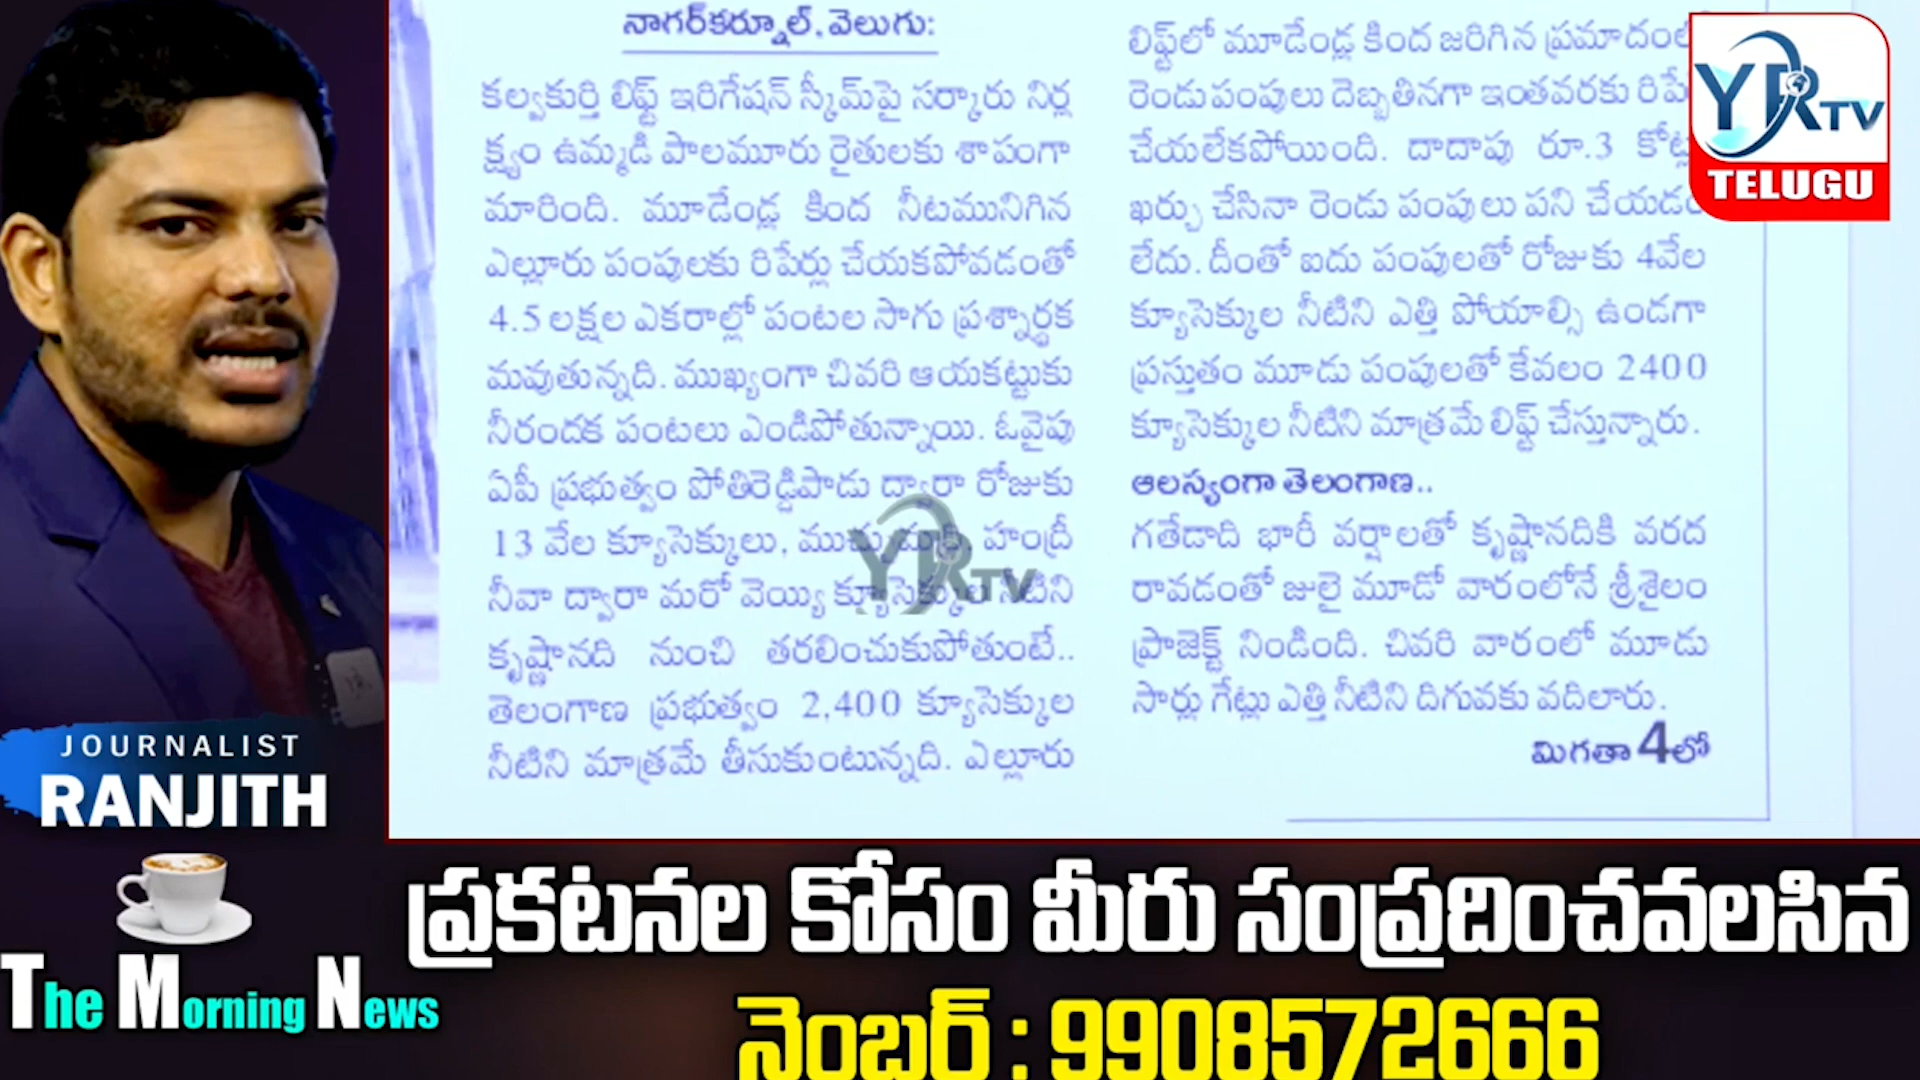 నాగర్‌కర్నూల్, వెలుగు:
కల్వకుర్తి లిఫ్ట్ ఇరిగేషన్ స్కీమ్‌పై సర్కారు నిర్ల
క్ష్యం ఉమ్మడి పాలమూరు రైతులకు శాపంగా
మారింది. మూడేండ్ల కింద నీటమునిగిన
ఎల్లూరు పంపులకు రిపేర్లు చేయకపోవడంతో
4.5 లక్షల ఎకరాల్లో పంటల సాగు ప్రశ్నార్థక
మవుతున్నది. ముఖ్యంగా చివరి ఆయకట్టుకు
నీరందక పంటలు ఎండిపోతున్నాయి. ఓవైపు
ఏపీ ప్రభుత్వం పోతిరెడ్డిపాడు ద్వారా రోజుకు
13 వేల క్యూసెక్కులు, ముచ్చుమర్రి, హంద్రీ
నీవా ద్వారా మరో వెయ్యి క్యూసెక్కుల నీటిని
కృష్ణానది నుంచి తరలించుకుపోతుంటే..
తెలంగాణ ప్రభుత్వం 2,400 క్యూసెక్కుల
నీటిని మాత్రమే తీసుకుంటున్నది. ఎల్లూరు
లిఫ్ట్‌లో మూడేండ్ల కింద జరిగిన
రెండు పంపులు దెబ్బతినగా ఇంతవరకు
చేయలేకపోయింది. దాదాపు రూ.3
ఖర్చు చేసినా రెండు పంపులు పని
లేదు. దీంతో ఐదు పంపులతో రోజుకు 4వేల
క్యూసెక్కుల నీటిని ఎత్తి పోయాల్సి ఉండగా
ప్రస్తుతం మూడు పంపులతో కేవలం 2400
క్యూసెక్కుల నీటిని మాత్రమే లిఫ్ట్ చేస్తున్నారు.
ఆలస్యంగా తెలంగాణ..
గతేడాది భారీ వర్షాలతో కృష్ణానదికి వరద
రావడంతో జులై మూడో వారంలోనే శ్రీశైలం
ప్రాజెక్ట్ నిండింది. చివరి వారంలో మూడు
సార్లు గేట్లు ఎత్తి నీటిని దిగువకు వదిలారు.
మిగతా 4లో
YR TV
TELUGU
YR TV
JOURNALIST
RANJITH
The Morning News
ప్రకటనల కోసం మీరు సంప్రదించవలసిన
నెంబర్ : 9908572666